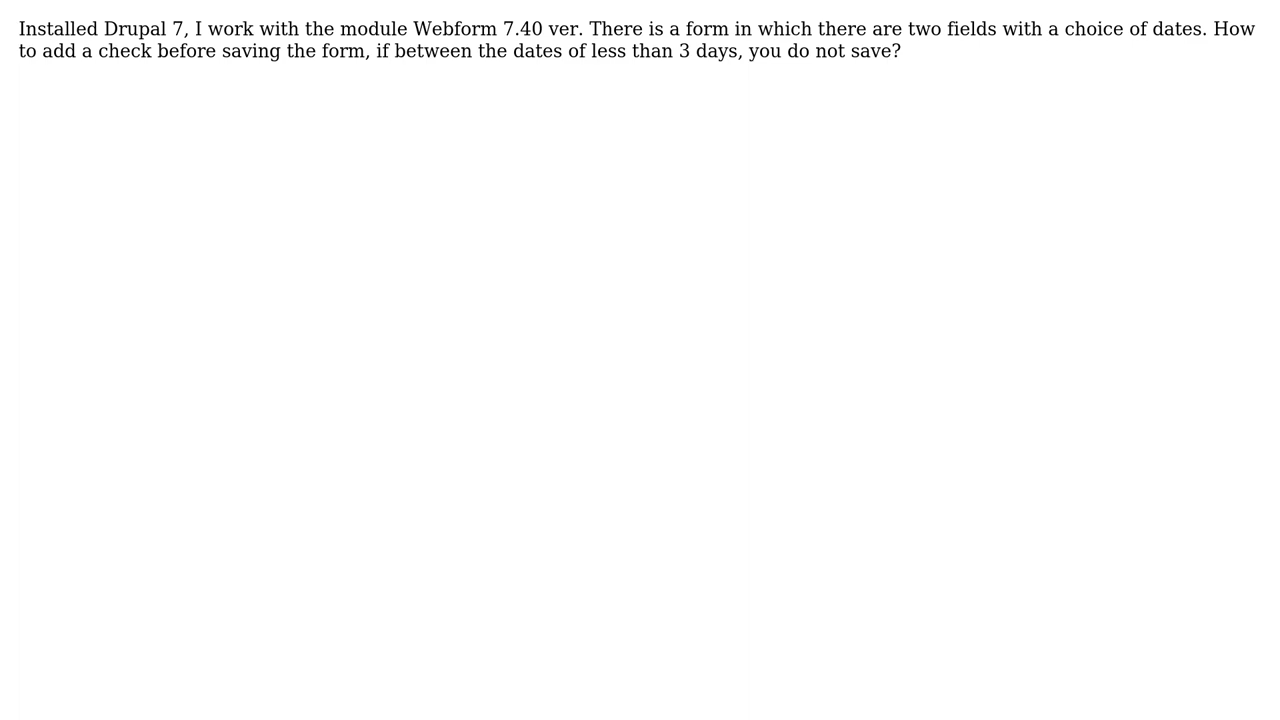 Installed Drupal 7, I work with the module Webform 7.40 ver. There is a form in which there are two fields with a choice of dates. How
to add a check before saving the form, if between the dates of less than 3 days, you do not save?